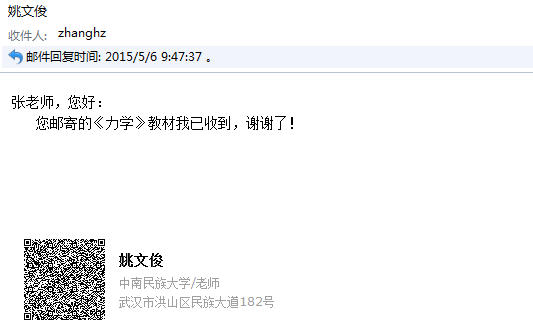 姚文俊
收件人: zhanghz
邮件回复时间: 2015/5/6 9:47:37 。
张老师，您好：
您邮寄的《力学》教材我已收到，谢谢了！
姚文俊
中南民族大学/老师
武汉市洪山区民族大道182号